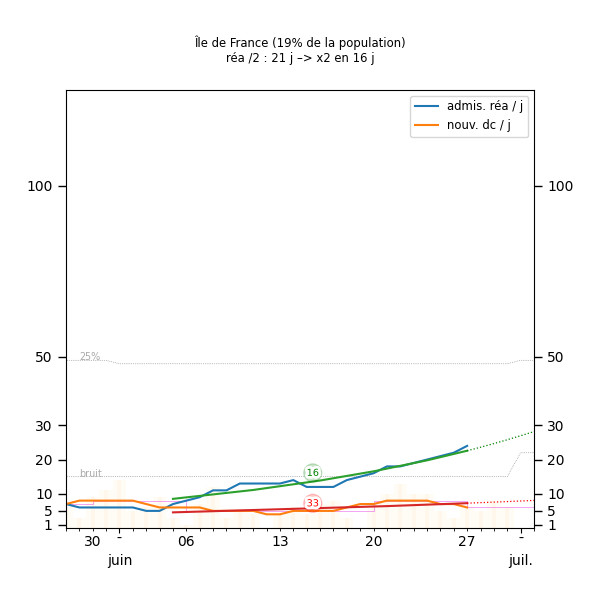 Île de France (19% de la population)
réa /2 : 21 j –> x2 en 16 j
admis. réa / j
nouv. dc / j
100 100
25%
50 50
30 30
20 20
bruit
16
10 10
33
5 5
1 1
30 - 06 13 20 27 -
juin juil.